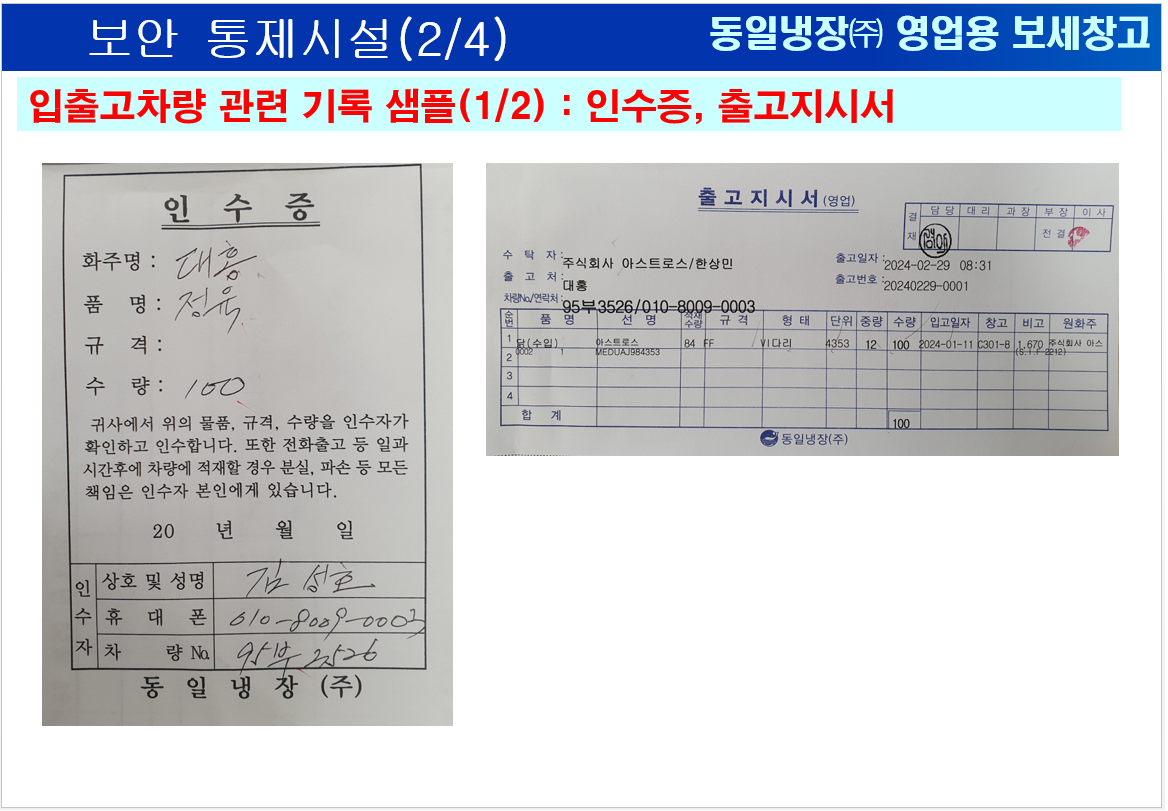 보안 통제시설(2/4)
동일냉장㈜ 영업용 보세창고
입출고차량 관련 기록 샘플(1/2) : 인수증, 출고지시서
인 수 증
화주명 : 대홍
품 명 : 정육
규 격 :
수 량 : 100
귀사에서 위의 물품, 규격, 수량을 인수자가
확인하고 인수합니다. 또한 전화출고 등 일과
시간후에 차량에 적재할 경우 분실, 파손 등 모든
책임은 인수자 본인에게 있습니다.
20 년 월 일
인수자
상호 및 성명 김성호
휴 대 폰 010-8009-0003
차 량 No. 95부3526
동 일 냉 장 (주)
출고지시서(영업)
결재 담당 대리 과장 부장 이사
전결
수 탁 자 : 주식회사 아스트로스/한상민
출 고 처 : 대홍
차량No/연락처 : 95부3526/010-8009-0003
출고일자 : 2024-02-29 08:31
출고번호 : 20240229-0001
순번 품 명 선 명 적재수량 규 격 형 태 단위 중량 수량 입고일자 창고 비고 원화주
1 닭(수입) 아스트로스 84 FF VI다리 4353 12 100 2024-01-11 C301-8 1,670 주식회사 아스
0002 1 MEDUAJ984353 (S.T.F-2212)
2
3
4
합 계 100
동일냉장(주)